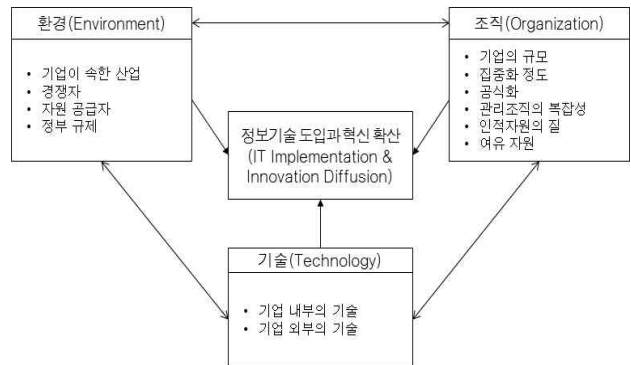 환경(Environment)
• 기업이 속한 산업
• 경쟁자
• 자원 공급자
• 정부 규제
조직(Organization)
• 기업의 규모
• 집중화 정도
• 공식화
• 관리조직의 복잡성
• 인적자원의 질
• 여유 자원
정보기술 도입과 혁신 확산
(IT Implementation &
Innovation Diffusion)
기술(Technology)
• 기업 내부의 기술
• 기업 외부의 기술